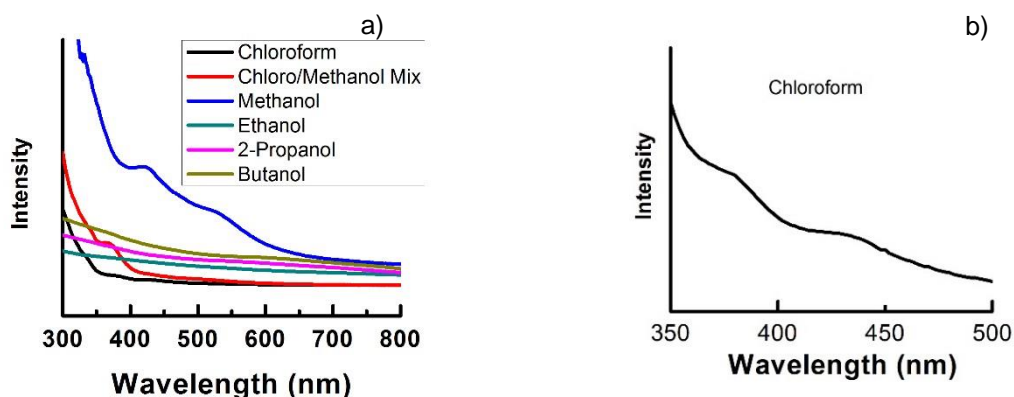 a)
Chloroform
Chloro/Methanol Mix
Methanol
Ethanol
2-Propanol
Butanol
Intensity
300 400 500 600 700 800
Wavelength (nm)
b)
Chloroform
Intensity
350 400 450 500
Wavelength (nm)